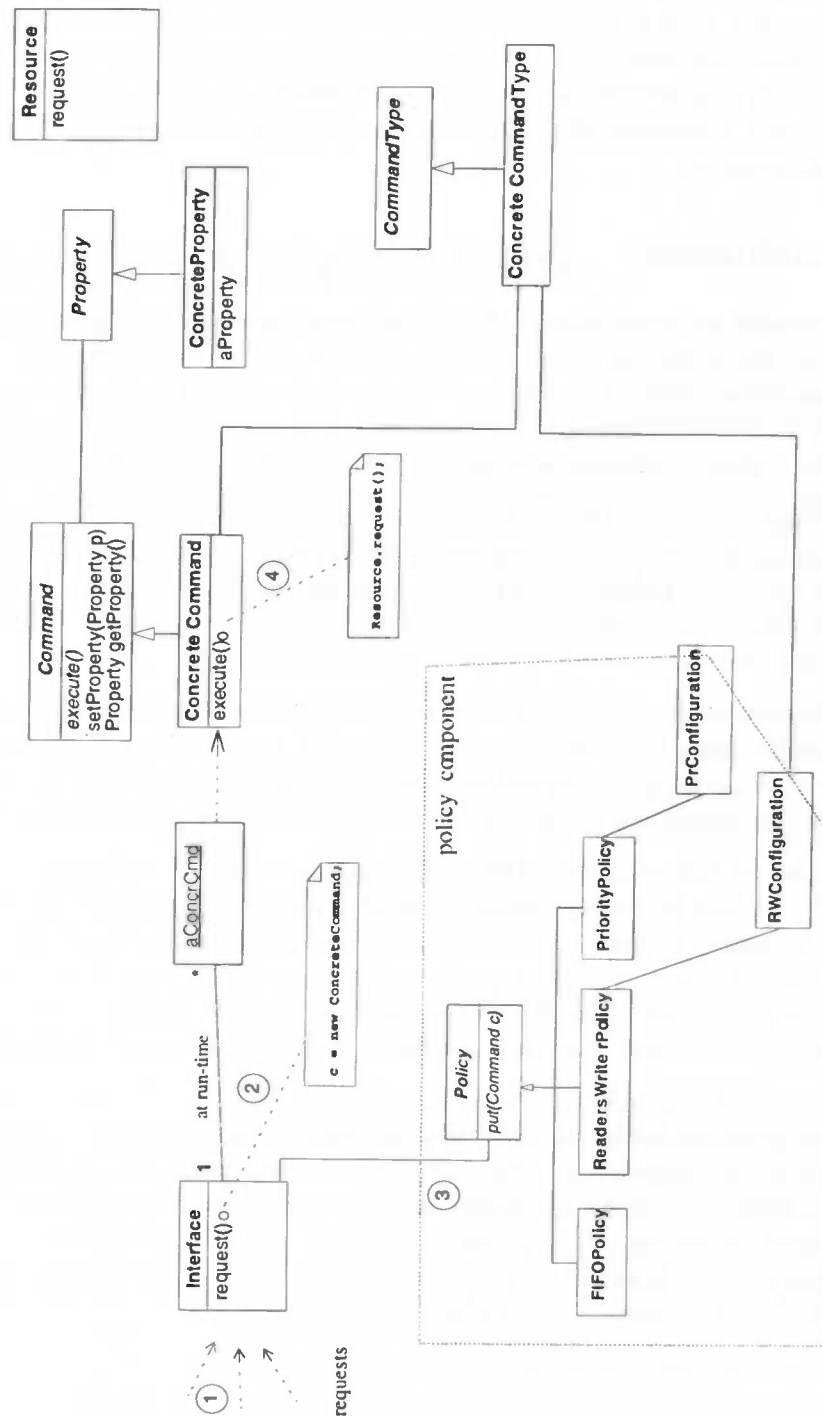 requests
1
Interface
request()
1
at run-time
*
2
c = new ConcreteCommand;
aConcrCmd
Command
execute()
setProperty(Property p)
Property getProperty()
Concrete Command
execute()
4
Resource.request();
Property
ConcreteProperty
aProperty
Resource
request()
CommandType
Concrete CommandType
3
policy component
Policy
put(Command c)
FIFOPolicy
ReadersWrite rPolicy
PriorityPolicy
PrConfiguration
RWConfiguration